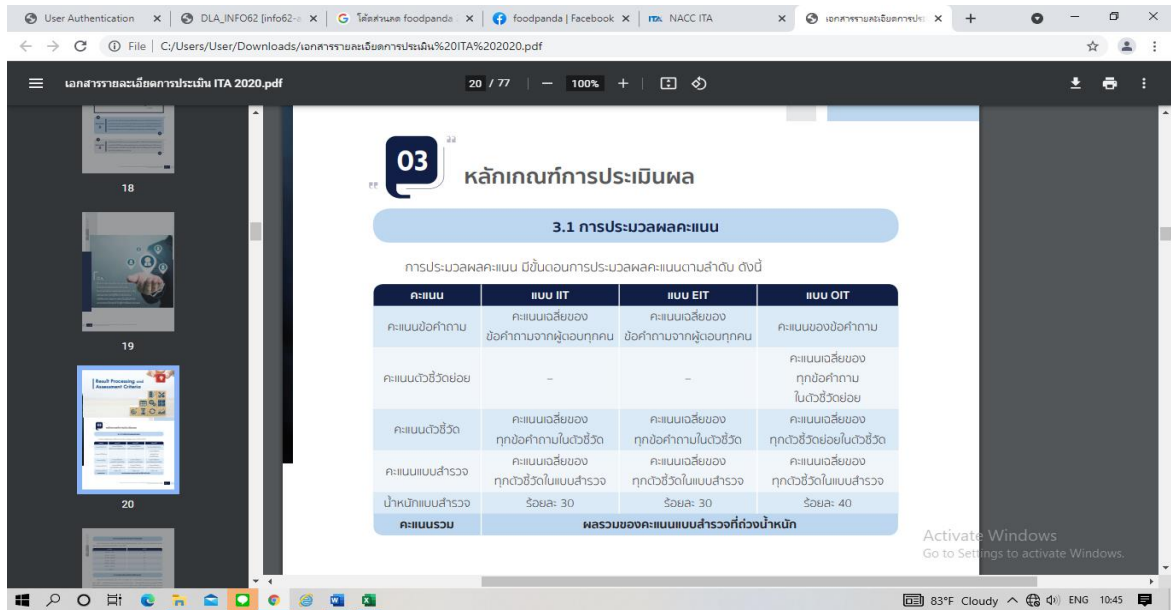 User Authentication
DLA_INFO62 [info62-
โค้ดส่วนลด foodpanda
foodpanda | Facebook
NACC ITA
เอกสารรายละเอียดการประเ
File | C:/Users/User/Downloads/เอกสารรายละเอียดการประเมิน%20ITA%202020.pdf
เอกสารรายละเอียดการประเมิน ITA 2020.pdf
20 / 77 | − 100% +
18
19
Result Processing and
Assessment Criteria
20
03
หลักเกณฑ์การประเมินผล
3.1 การประมวลผลคะแนน
การประมวลผลคะแนน มีขั้นตอนการประมวลผลคะแนนตามลำดับ ดังนี้
คะแนน แบบ IIT แบบ EIT แบบ OIT
คะแนนข้อคำถาม คะแนนเฉลี่ยของ ข้อคำถามจากผู้ตอบทุกคน คะแนนเฉลี่ยของ ข้อคำถามจากผู้ตอบทุกคน คะแนนของข้อคำถาม
คะแนนตัวชี้วัดย่อย – – คะแนนเฉลี่ยของ ทุกข้อคำถาม ในตัวชี้วัดย่อย
คะแนนตัวชี้วัด คะแนนเฉลี่ยของ ทุกข้อคำถามในตัวชี้วัด คะแนนเฉลี่ยของ ทุกข้อคำถามในตัวชี้วัด คะแนนเฉลี่ยของ ทุกตัวชี้วัดย่อยในตัวชี้วัด
คะแนนแบบสำรวจ คะแนนเฉลี่ยของ ทุกตัวชี้วัดในแบบสำรวจ คะแนนเฉลี่ยของ ทุกตัวชี้วัดในแบบสำรวจ คะแนนเฉลี่ยของ ทุกตัวชี้วัดในแบบสำรวจ
น้ำหนักแบบสำรวจ ร้อยละ 30 ร้อยละ 30 ร้อยละ 40
คะแนนรวม ผลรวมของคะแนนแบบสำรวจที่ถ่วงน้ำหนัก
Activate Windows
Go to Settings to activate Windows.
83°F Cloudy ENG 10:45